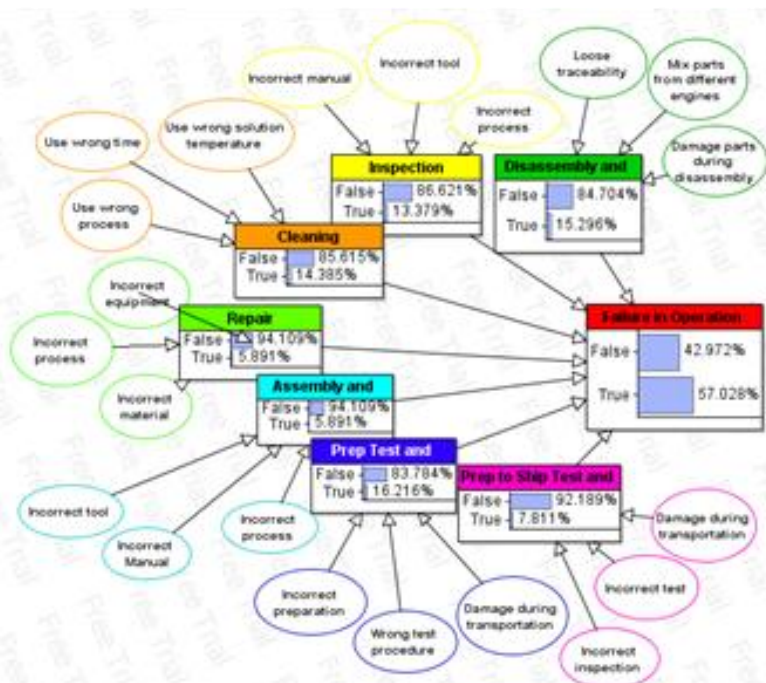 Incorrect manual
Incorrect tool
Incorrect
process
Loose
traceability
Mix parts
from different
engines
Damage parts
during
disassembly
Use wrong time
Use wrong solution
temperature
Use wrong
process
Inspection
False 86.621%
True 13.379%
Disassembly and
False 84.704%
True 15.296%
Cleaning
False 85.615%
True 14.385%
Incorrect
equipment
Incorrect
process
Incorrect
material
Repair
False 94.109%
True 5.891%
Failure in Operation
False 42.972%
True 57.028%
Assembly and
False 94.109%
True 5.891%
Prep Test and
False 83.784%
True 16.216%
Prep to Ship Test and
False 92.189%
True 7.811%
Incorrect tool
Incorrect
Manual
Incorrect
process
Damage during
transportation
Incorrect test
Incorrect
inspection
Incorrect
preparation
Wrong test
procedure
Damage during
transportation
Free Trial